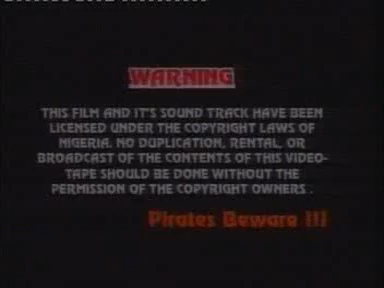 WARNING
THIS FILM AND IT'S SOUND TRACK HAVE BEEN
LICENSED UNDER THE COPYRIGHT LAWS OF
NIGERIA. NO DUPLICATION, RENTAL, OR
BROADCAST OF THE CONTENTS OF THIS VIDEO-
TAPE SHOULD BE DONE WITHOUT THE
PERMISSION OF THE COPYRIGHT OWNERS .
Pirates Beware !!!